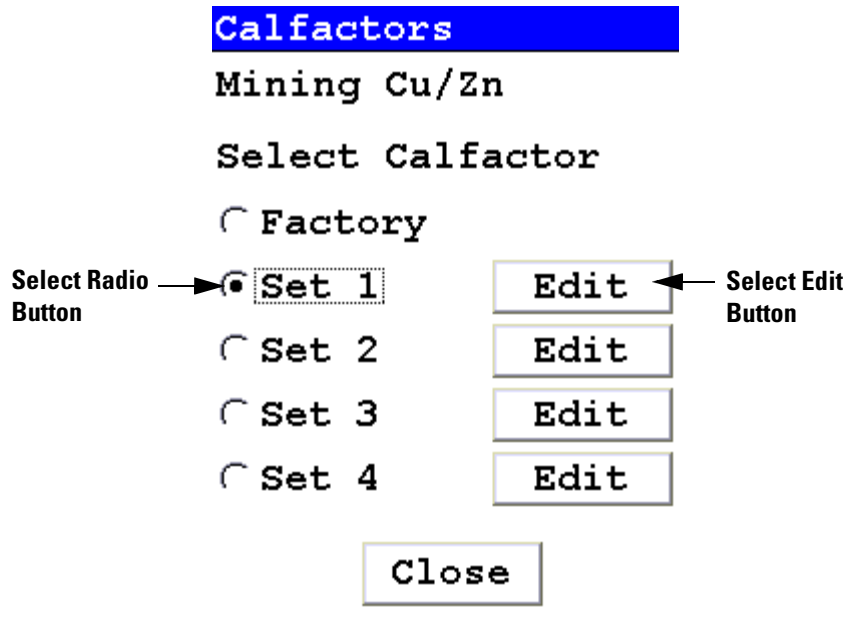 Calfactors
Mining Cu/Zn
Select Calfactor
Factory
Select Radio
Button
Set 1
Edit
Select Edit
Button
Set 2
Edit
Set 3
Edit
Set 4
Edit
Close